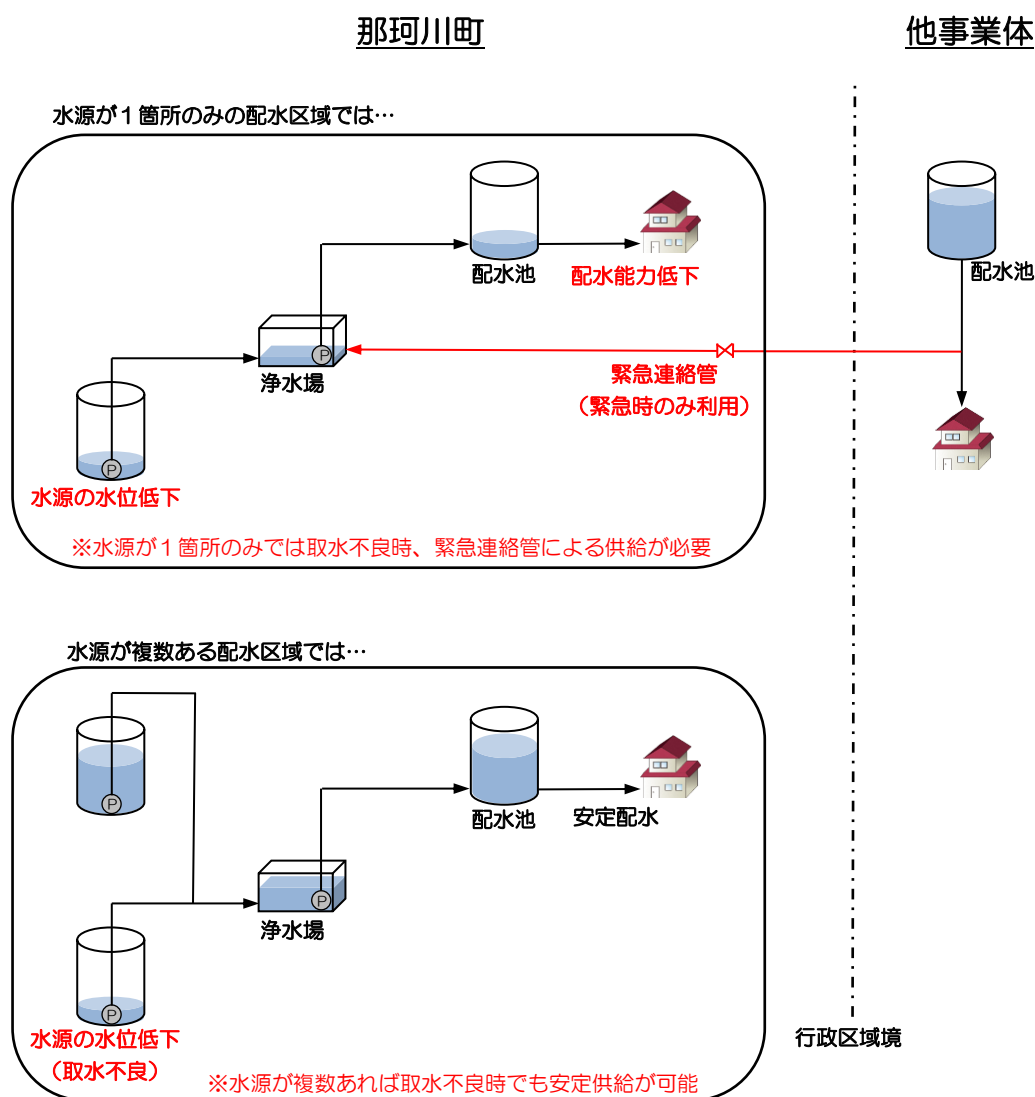 那珂川町
他事業体
水源が１箇所のみの配水区域では…
配水池
配水能力低下
配水池
P
浄水場
緊急連絡管
（緊急時のみ利用）
P
水源の水位低下
※水源が１箇所のみでは取水不良時、緊急連絡管による供給が必要
水源が複数ある配水区域では…
P
配水池
安定配水
P
浄水場
P
水源の水位低下
（取水不良）
行政区域境
※水源が複数あれば取水不良時でも安定供給が可能